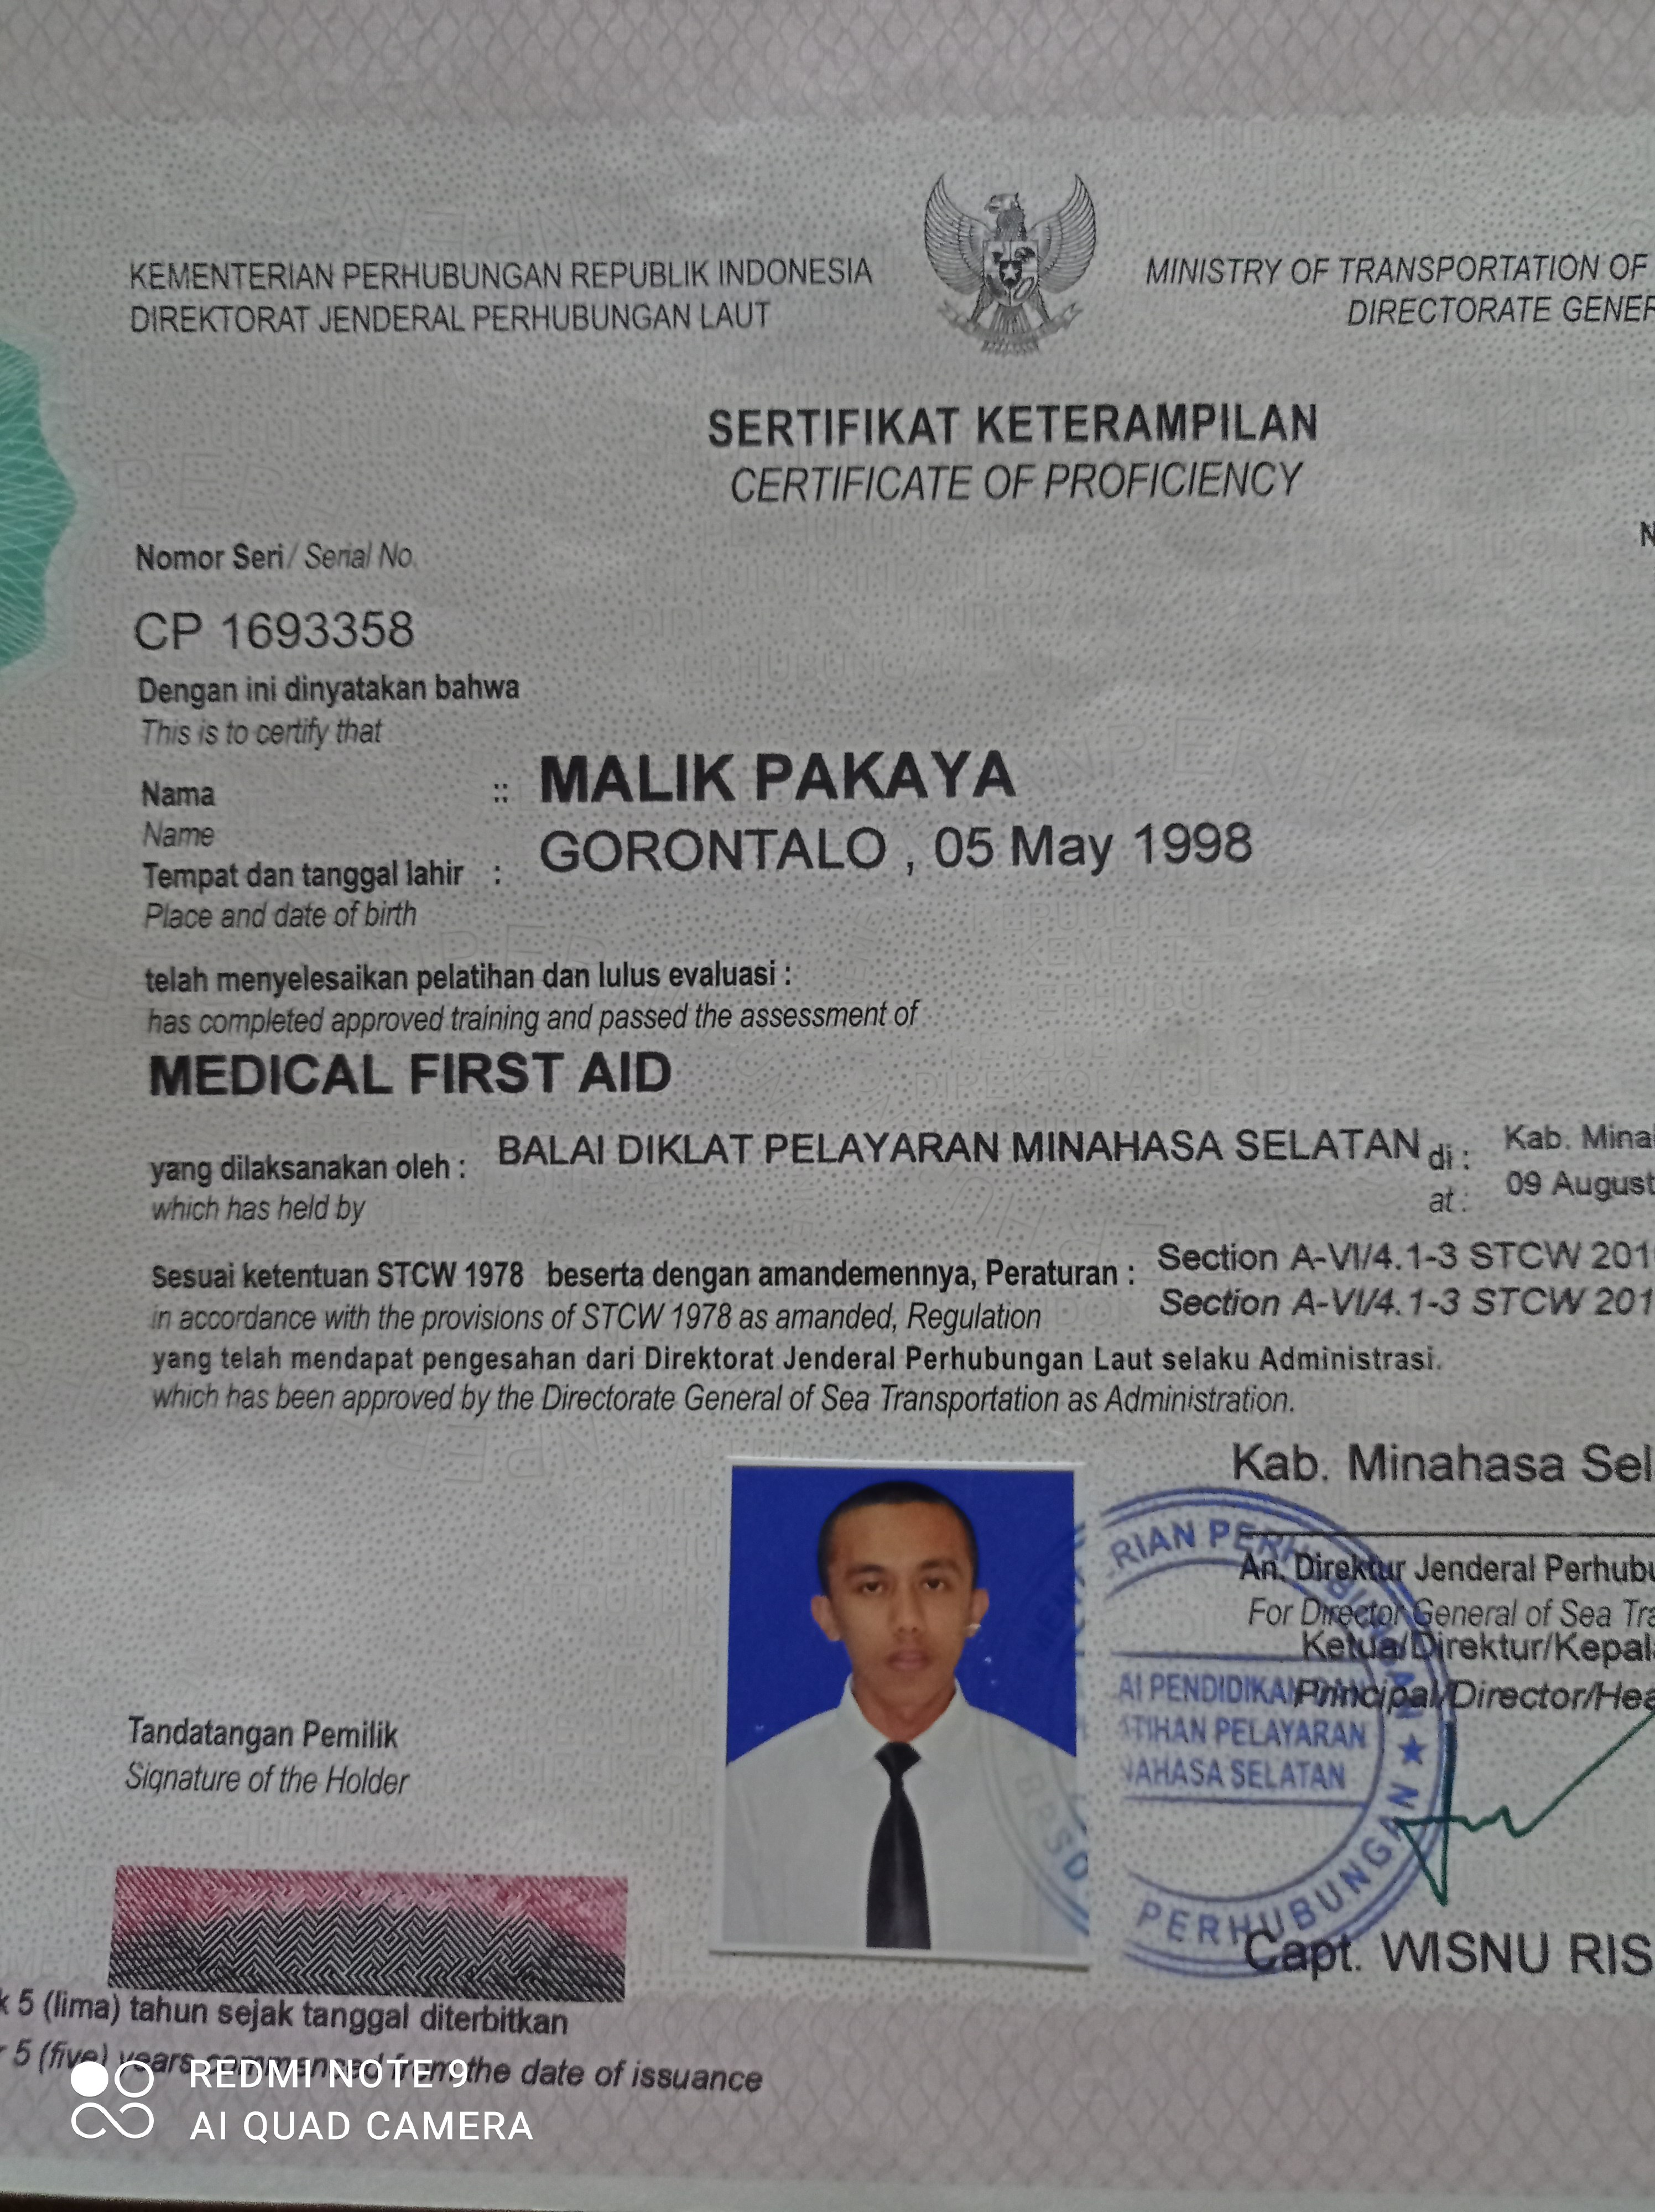 KEMENTERIAN PERHUBUNGAN REPUBLIK INDONESIA
DIREKTORAT JENDERAL PERHUBUNGAN LAUT
MINISTRY OF TRANSPORTATION OF
DIRECTORATE GENER
SERTIFIKAT KETERAMPILAN
CERTIFICATE OF PROFICIENCY
Nomor Seri / Serial No.
N
CP 1693358
Dengan ini dinyatakan bahwa
This is to certify that
Nama :: MALIK PAKAYA
Name
Tempat dan tanggal lahir : GORONTALO , 05 May 1998
Place and date of birth
telah menyelesaikan pelatihan dan lulus evaluasi :
has completed approved training and passed the assessment of
MEDICAL FIRST AID
yang dilaksanakan oleh : BALAI DIKLAT PELAYARAN MINAHASA SELATAN di : Kab. Mina
which has held by at : 09 August
Sesuai ketentuan STCW 1978 beserta dengan amandemennya, Peraturan : Section A-VI/4.1-3 STCW 201
in accordance with the provisions of STCW 1978 as amanded, Regulation Section A-VI/4.1-3 STCW 201
yang telah mendapat pengesahan dari Direktorat Jenderal Perhubungan Laut selaku Administrasi.
which has been approved by the Directorate General of Sea Transportation as Administration.
Kab. Minahasa Sel
An. Direktur Jenderal Perhubu
For Director General of Sea Tra
Ketua/Direktur/Kepala
Principal/Director/Hea
RIAN PERHUBUNGAN
AI PENDIDIKAN DAN
ATIHAN PELAYARAN
NAHASA SELATAN
PERHUBUNGAN
Tandatangan Pemilik
Signature of the Holder
Capt. WISNU RIS
k 5 (lima) tahun sejak tanggal diterbitkan
r 5 (five) years commenced from the date of issuance
REDMI NOTE 9
AI QUAD CAMERA